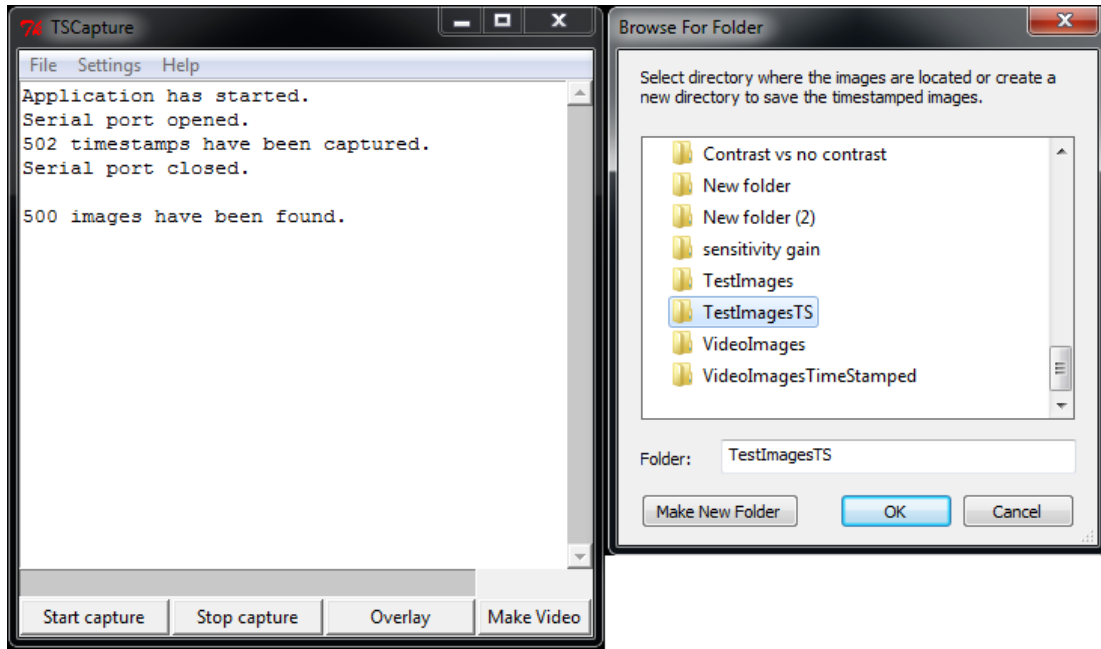 TSCapture
File Settings Help
Application has started.
Serial port opened.
502 timestamps have been captured.
Serial port closed.
500 images have been found.
Start capture Stop capture Overlay Make Video
Browse For Folder
Select directory where the images are located or create a
new directory to save the timestamped images.
Contrast vs no contrast
New folder
New folder (2)
sensitivity gain
TestImages
TestImagesTS
VideoImages
VideoImagesTimeStamped
Folder: TestImagesTS
Make New Folder OK Cancel